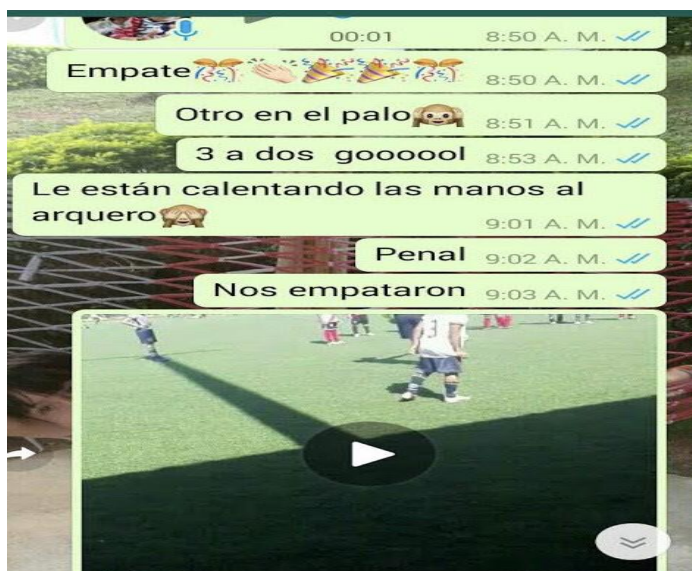 00:01 8:50 A. M.
Empate🎊👏🏻🎉🎉🎊 8:50 A. M.
Otro en el palo🙊 8:51 A. M.
3 a dos goooool 8:53 A. M.
Le están calentando las manos al
arquero🙈 9:01 A. M.
Penal 9:02 A. M.
Nos empataron 9:03 A. M.
3